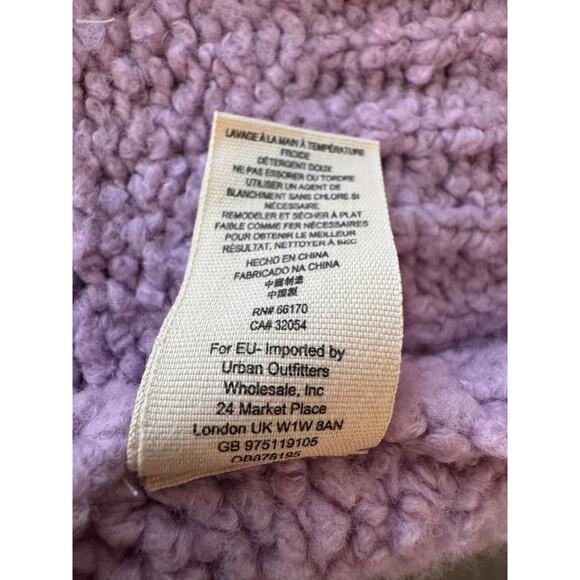 LAVAGE À LA MAIN À TEMPÉRATURE
FROIDE
DÉTERGENT DOUX
NE PAS ESSORER OU TORDRE
UTILISER UN AGENT DE
BLANCHIMENT SANS CHLORE SI
NÉCESSAIRE
REMODELER ET SÉCHER À PLAT
FAIBLE COMME FER NÉCESSAIRES
POUR OBTENIR LE MEILLEUR
RÉSULTAT, NETTOYER À SEC
HECHO EN CHINA
FABRICADO NA CHINA
中國制造
中国製
RN# 66170
CA# 32054
For EU- Imported by
Urban Outfitters
Wholesale, Inc
24 Market Place
London UK W1W 8AN
GB 975119105